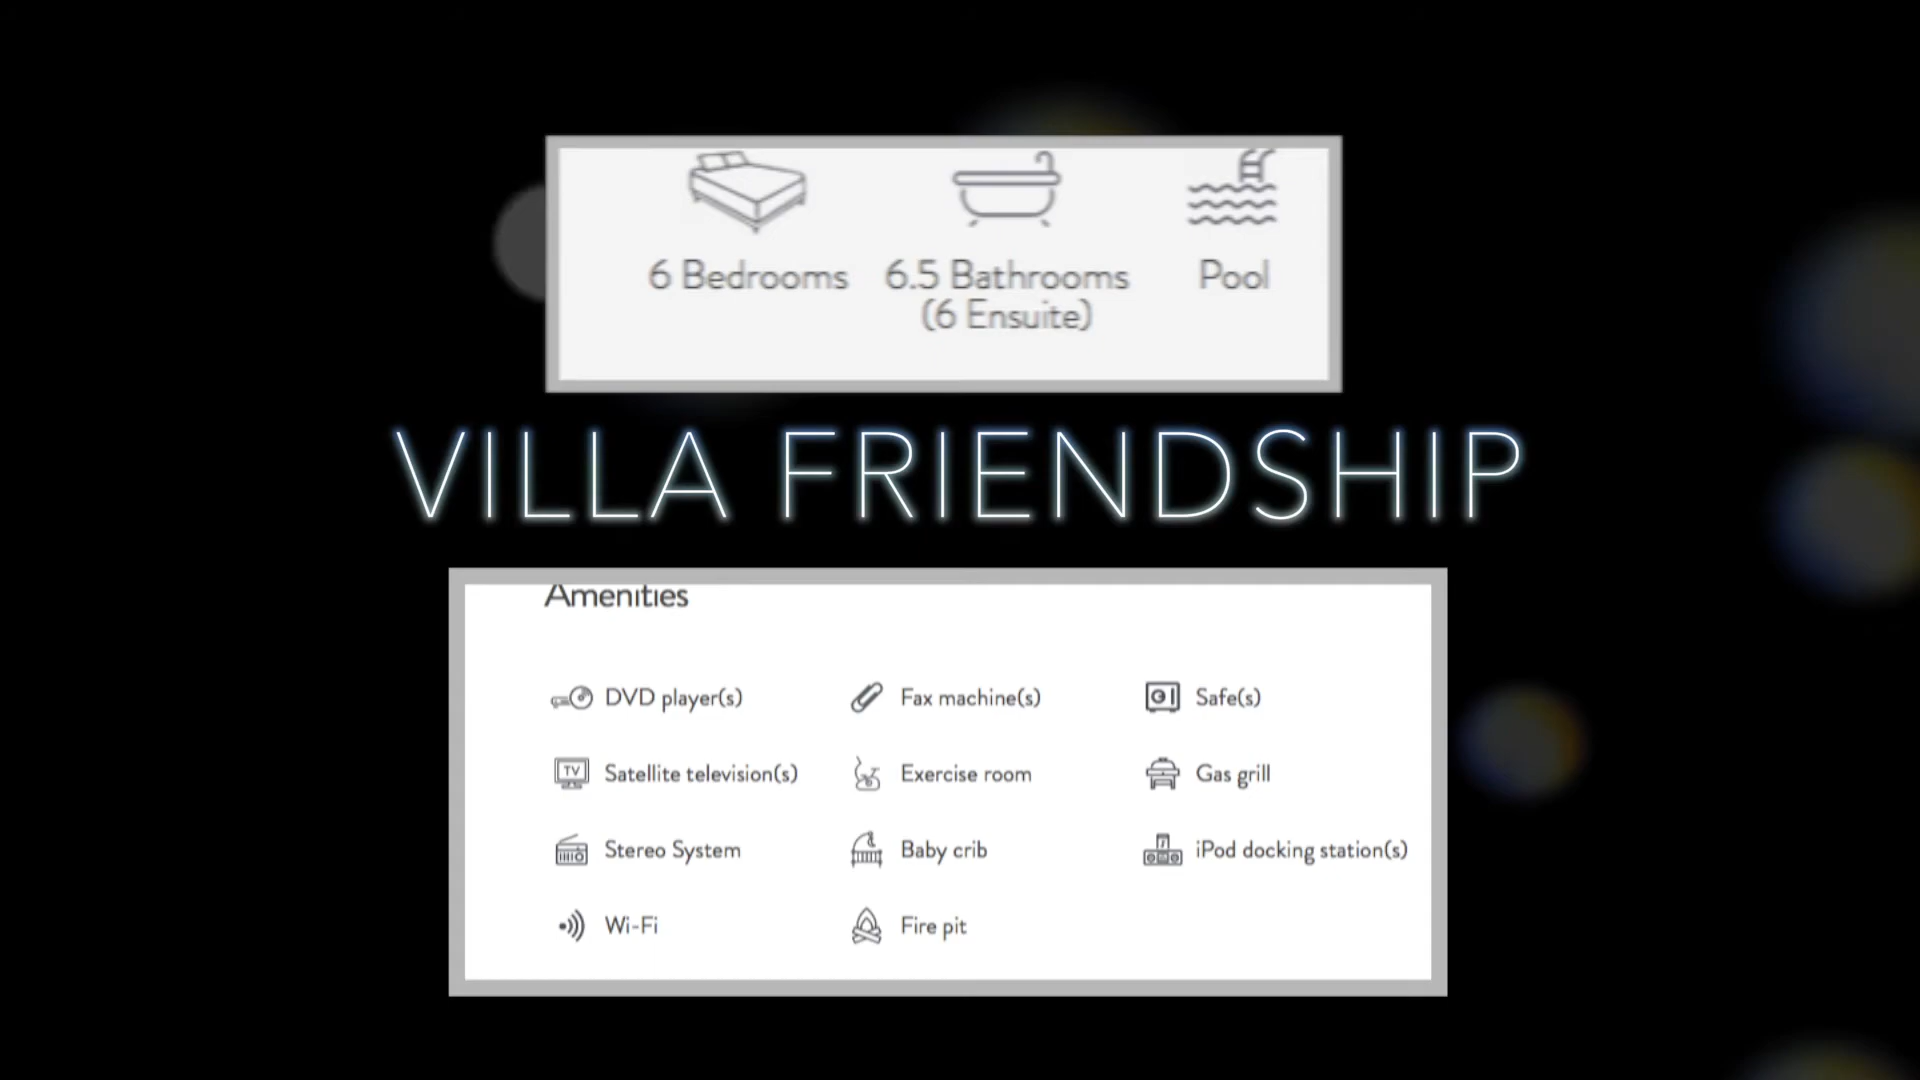 6 Bedrooms
6.5 Bathrooms
(6 Ensuite)
Pool
VILLA FRIENDSHIP
Amenities
DVD player(s)
Fax machine(s)
Safe(s)
TV
Satellite television(s)
Exercise room
Gas grill
Stereo System
Baby crib
iPod docking station(s)
Wi-Fi
Fire pit